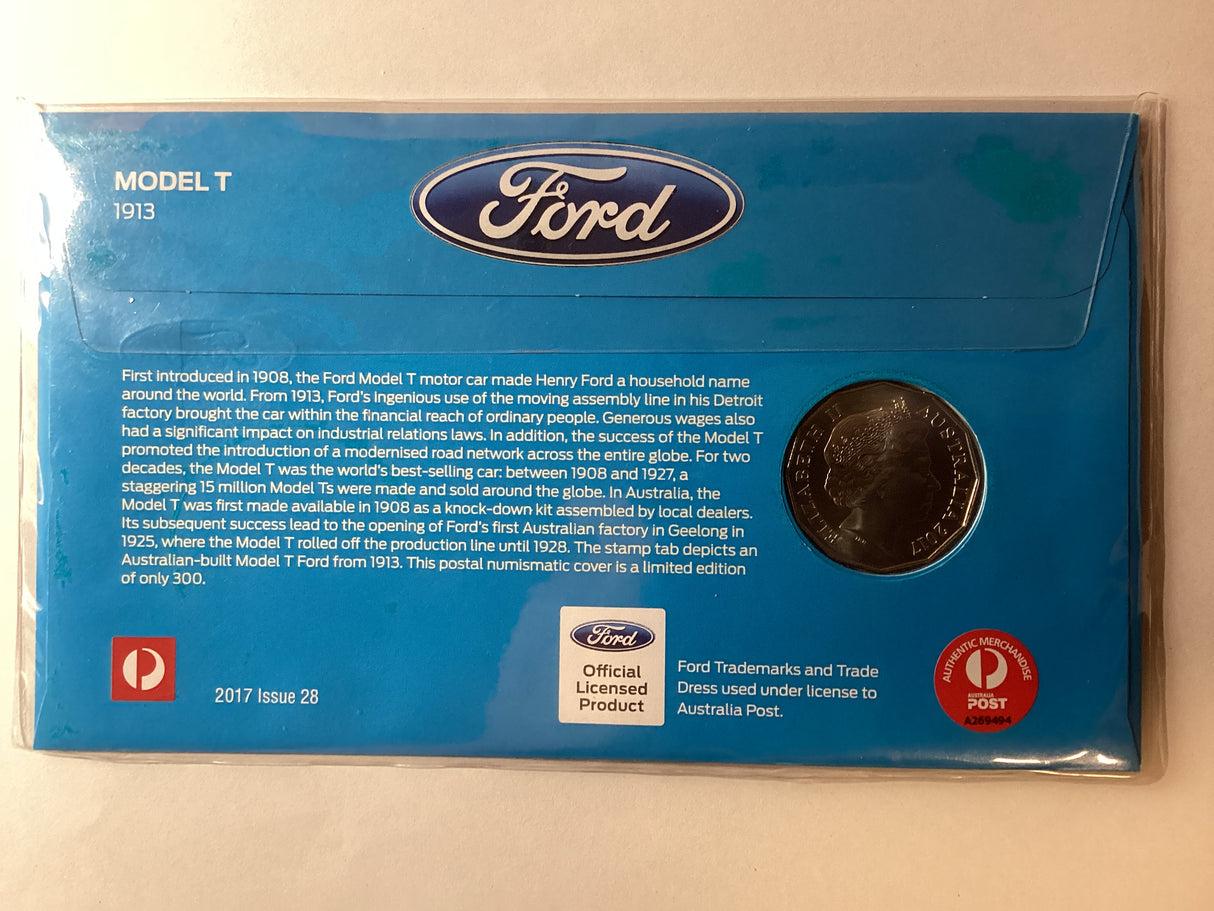 MODEL T
1913
Ford
First introduced in 1908, the Ford Model T motor car made Henry Ford a household name
around the world. From 1913, Ford's ingenious use of the moving assembly line in his Detroit
factory brought the car within the financial reach of ordinary people. Generous wages also
had a significant impact on industrial relations laws. In addition, the success of the Model T
promoted the introduction of a modernised road network across the entire globe. For two
decades, the Model T was the world's best-selling car: between 1908 and 1927, a
staggering 15 million Model Ts were made and sold around the globe. In Australia, the
Model T was first made available in 1908 as a knock-down kit assembled by local dealers.
Its subsequent success lead to the opening of Ford's first Australian factory in Geelong in
1925, where the Model T rolled off the production line until 1928. The stamp tab depicts an
Australian-built Model T Ford from 1913. This postal numismatic cover is a limited edition
of only 300.
ELIZABETH II
AUSTRALIA 2017
2017 Issue 28
Ford
Official
Licensed
Product
Ford Trademarks and Trade
Dress used under license to
Australia Post.
AUTHENTIC MERCHANDISE
AUSTRALIA
POST
A269494